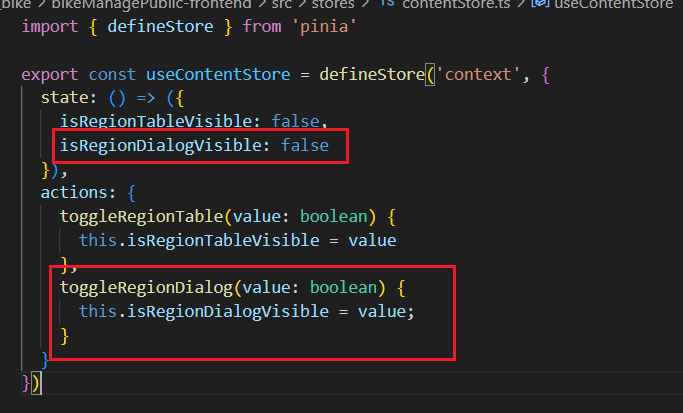 _bike > bikeManagePublic-frontend > src > stores > TS contentStore.ts > useContentStore
import { defineStore } from 'pinia'
export const useContentStore = defineStore('context', {
state: () => ({
isRegionTableVisible: false,
isRegionDialogVisible: false
}),
actions: {
toggleRegionTable(value: boolean) {
this.isRegionTableVisible = value
},
toggleRegionDialog(value: boolean) {
this.isRegionDialogVisible = value;
}
}
})